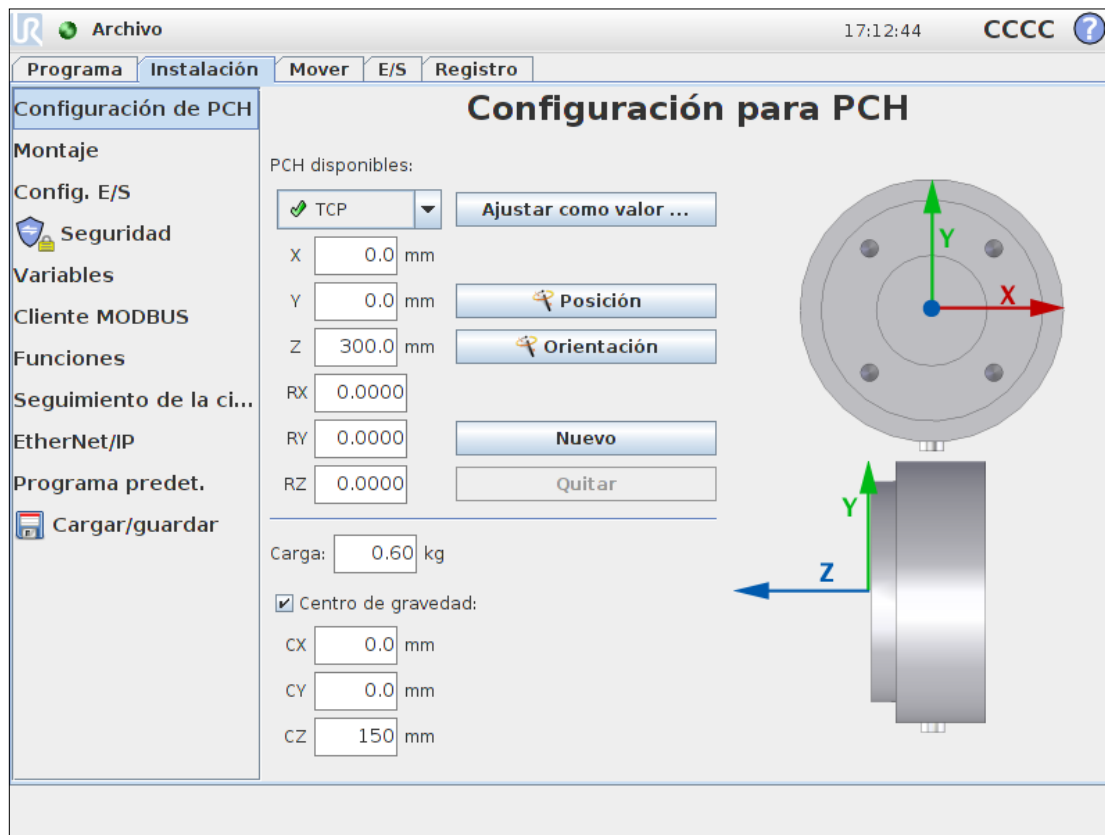 UR Archivo 17:12:44 CCCC ?
Programa Instalación Mover E/S Registro
Configuración de PCH
Montaje
Config. E/S
Seguridad
Variables
Cliente MODBUS
Funciones
Seguimiento de la ci...
EtherNet/IP
Programa predet.
Cargar/guardar
Configuración para PCH
PCH disponibles:
TCP Ajustar como valor ...
X 0.0 mm
Y 0.0 mm Posición
Z 300.0 mm Orientación
RX 0.0000
RY 0.0000 Nuevo
RZ 0.0000 Quitar
Carga: 0.60 kg
Centro de gravedad:
CX 0.0 mm
CY 0.0 mm
CZ 150 mm
Y
X
Y
Z